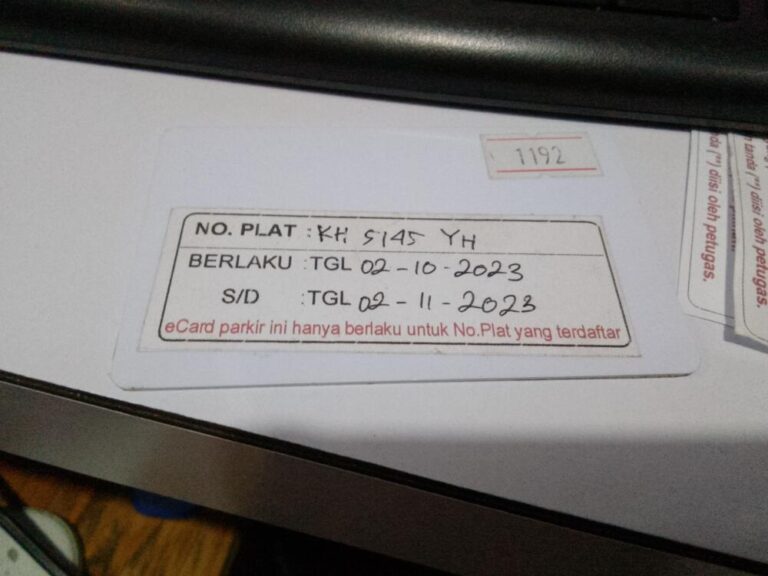 1192
NO. PLAT : KH 5145 YH
BERLAKU : TGL 02-10-2023
S/D : TGL 02-11-2023
eCard parkir ini hanya berlaku untuk No.Plat yang terdaftar
tanda (**) diisi oleh petugas.
tanda (**) diisi oleh petugas.